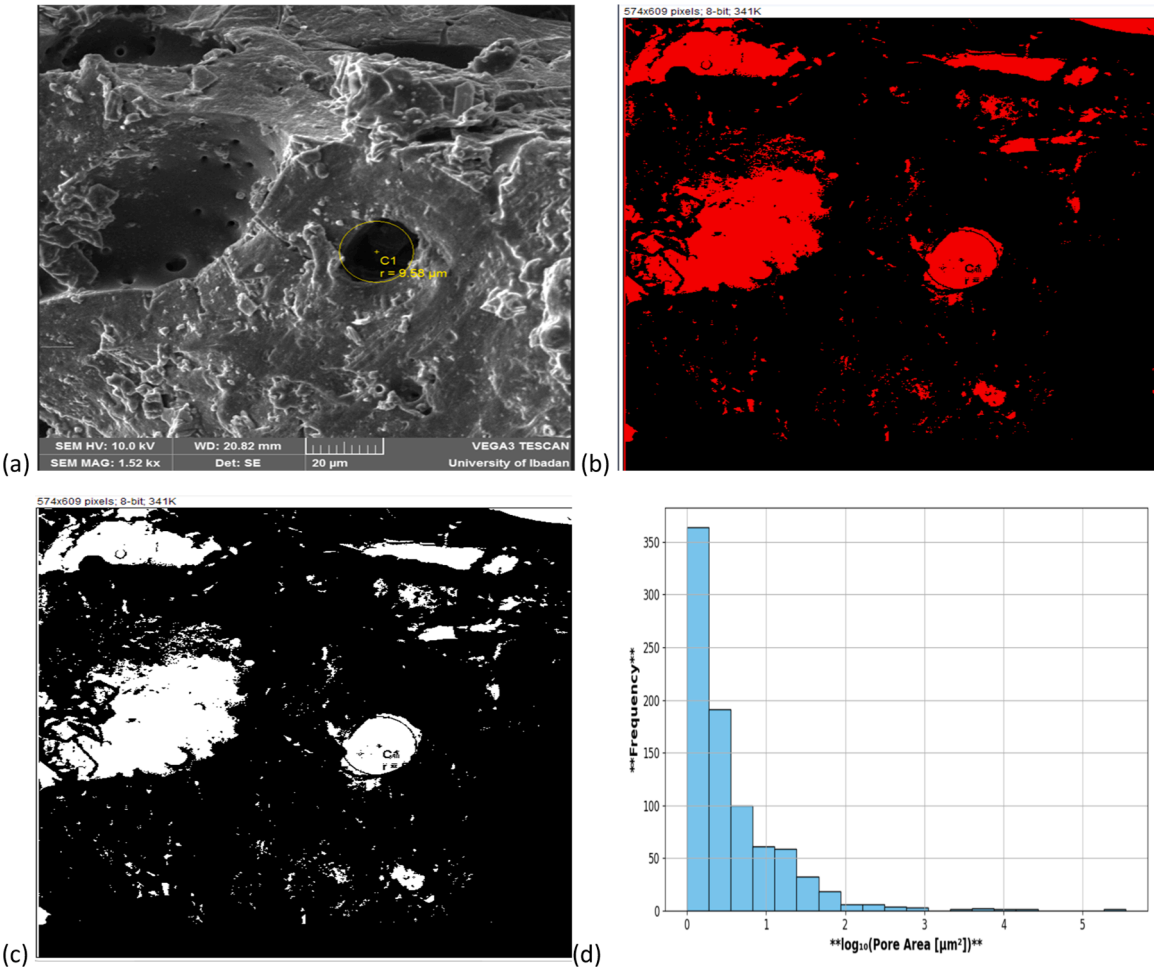 574x609 pixels; 8-bit; 341K
C1
r = 9.58 µm
C1
r =
SEM HV: 10.0 kV
WD: 20.82 mm
VEGA3 TESCAN
SEM MAG: 1.52 kx
Det: SE
20 µm
University of Ibadan
(a)
(b)
574x609 pixels; 8-bit; 341K
r =
(c)
**Frequency**
350
300
250
200
150
100
50
0
0 1 2 3 4 5
**log₁₀(Pore Area [µm²])**
(d)